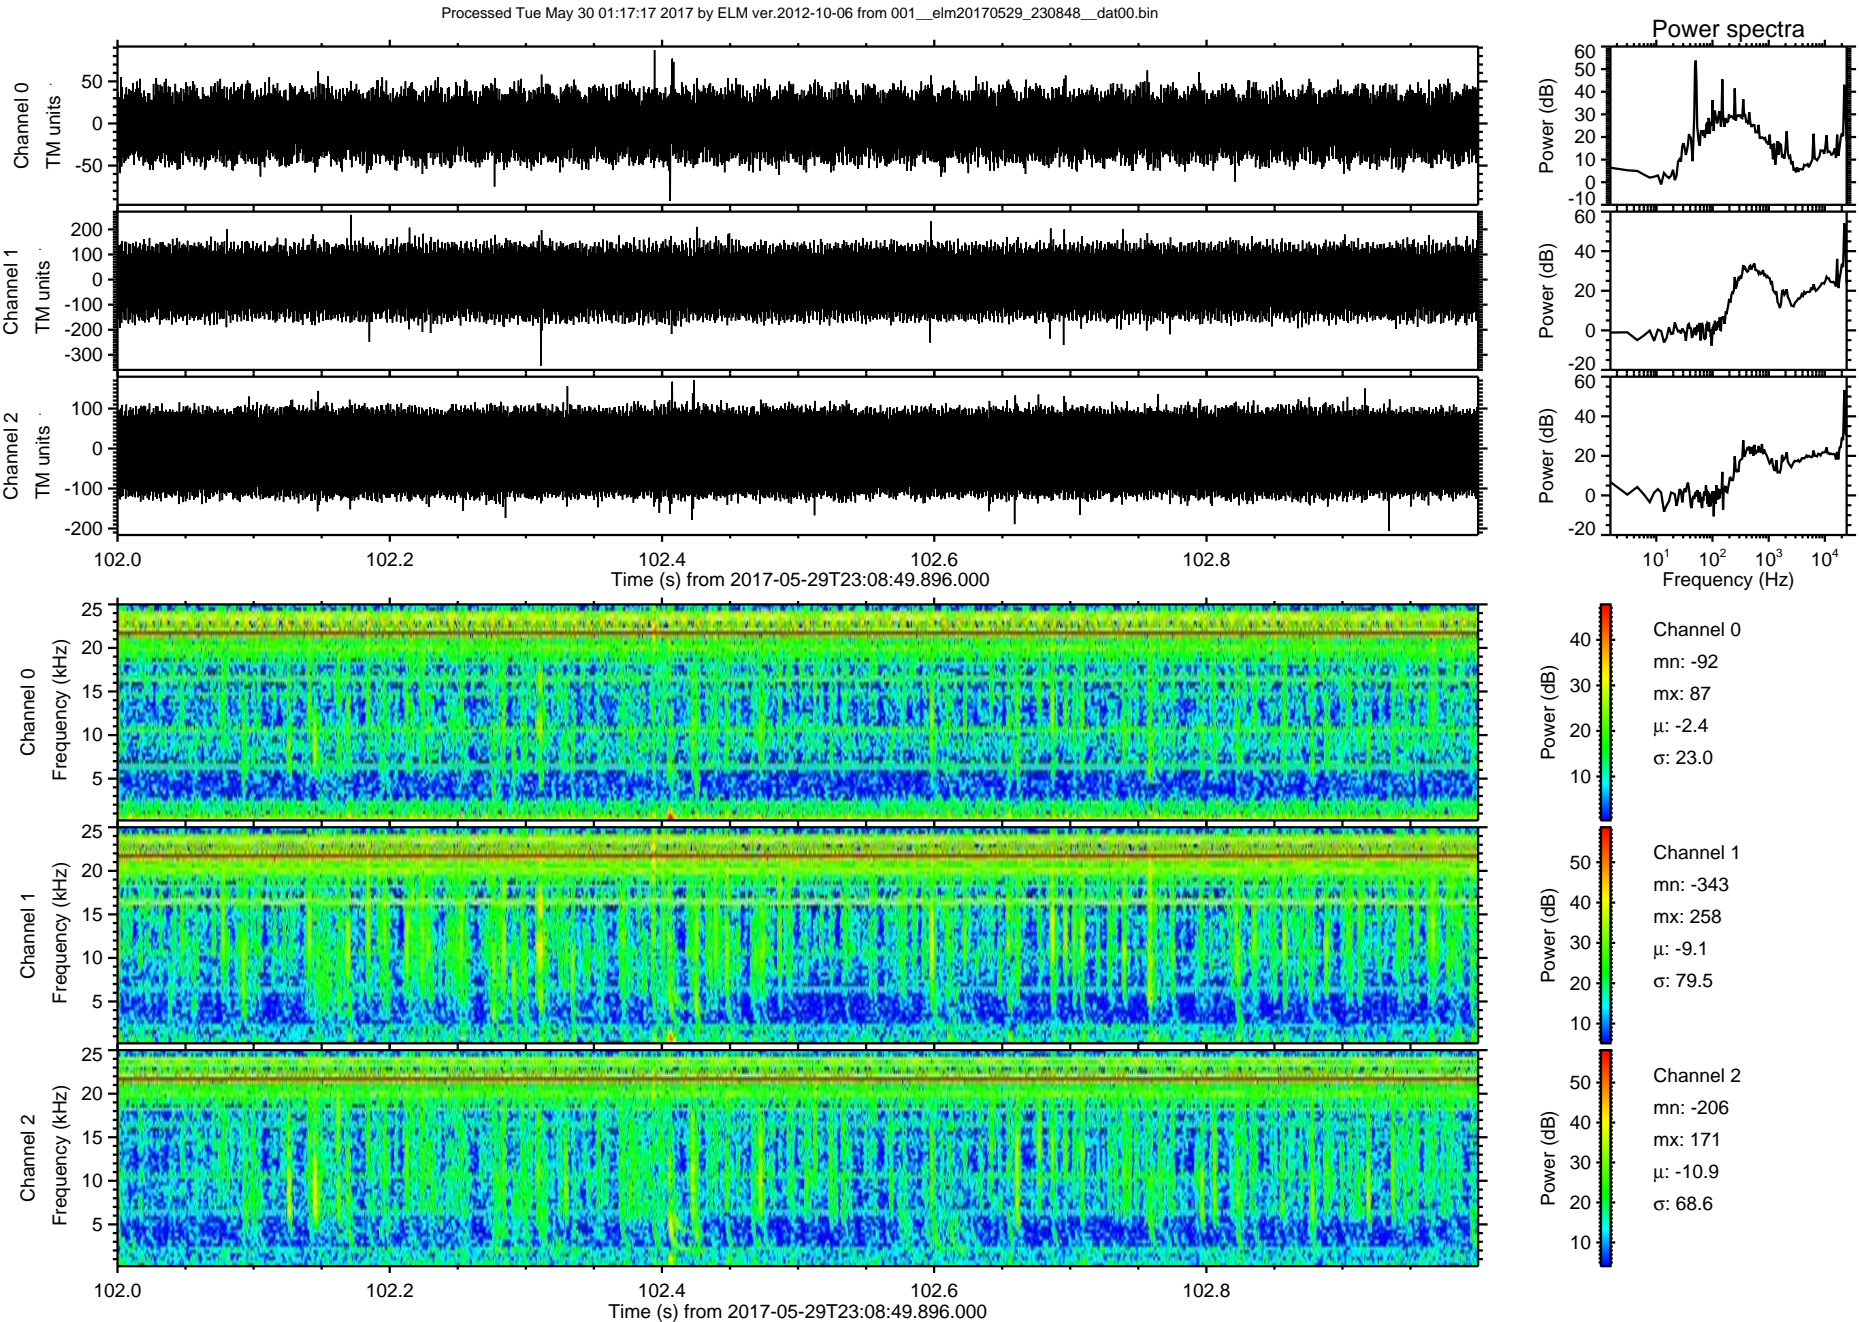 Processed Tue May 30 01:17:17 2017 by ELM ver.2012-10-06 from 001__elm20170529_230848__dat00.bin
Power spectra
Channel 0
TM units
50
0
-50
Power (dB)
60
50
40
30
20
10
0
-10
Channel 1
TM units
200
100
0
-100
-200
-300
Power (dB)
60
40
20
0
-20
Channel 2
TM units
100
0
-100
-200
Power (dB)
60
40
20
0
-20
102.0 102.2 102.4 102.6 102.8
Time (s) from 2017-05-29T23:08:49.896.000
10¹ 10² 10³ 10⁴
Frequency (Hz)
Channel 0
Frequency (kHz)
25
20
15
10
5
Power (dB)
40
30
20
10
Channel 0
mn: -92
mx: 87
μ: -2.4
σ: 23.0
Channel 1
Frequency (kHz)
25
20
15
10
5
Power (dB)
50
40
30
20
10
Channel 1
mn: -343
mx: 258
μ: -9.1
σ: 79.5
Channel 2
Frequency (kHz)
25
20
15
10
5
Power (dB)
50
40
30
20
10
Channel 2
mn: -206
mx: 171
μ: -10.9
σ: 68.6
102.0 102.2 102.4 102.6 102.8
Time (s) from 2017-05-29T23:08:49.896.000